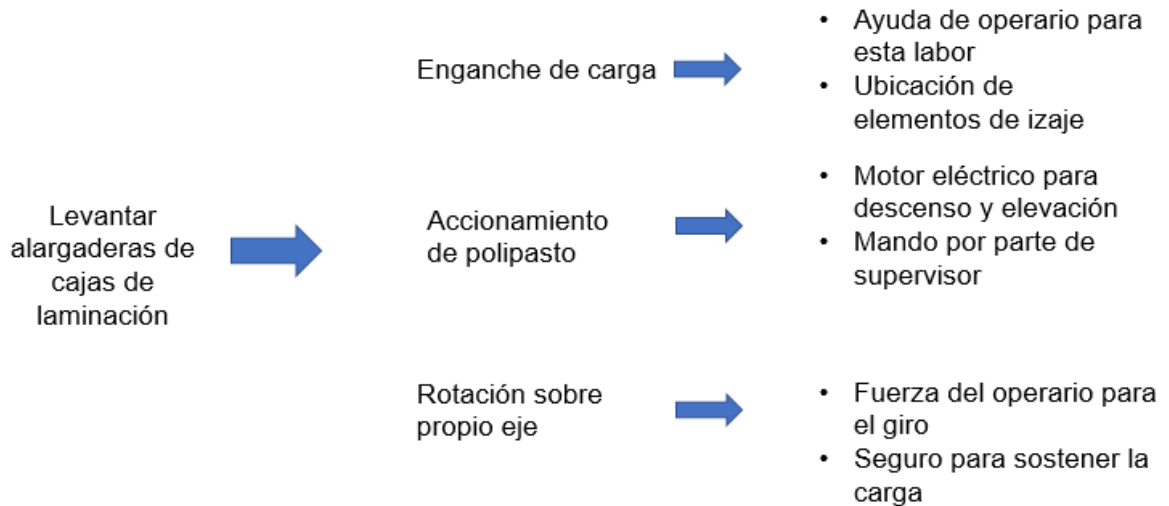 Levantar
alargaderas de
cajas de
laminación
Enganche de carga
• Ayuda de operario para
esta labor
• Ubicación de
elementos de izaje
Accionamiento
de polipasto
• Motor eléctrico para
descenso y elevación
• Mando por parte de
supervisor
Rotación sobre
propio eje
• Fuerza del operario para
el giro
• Seguro para sostener la
carga